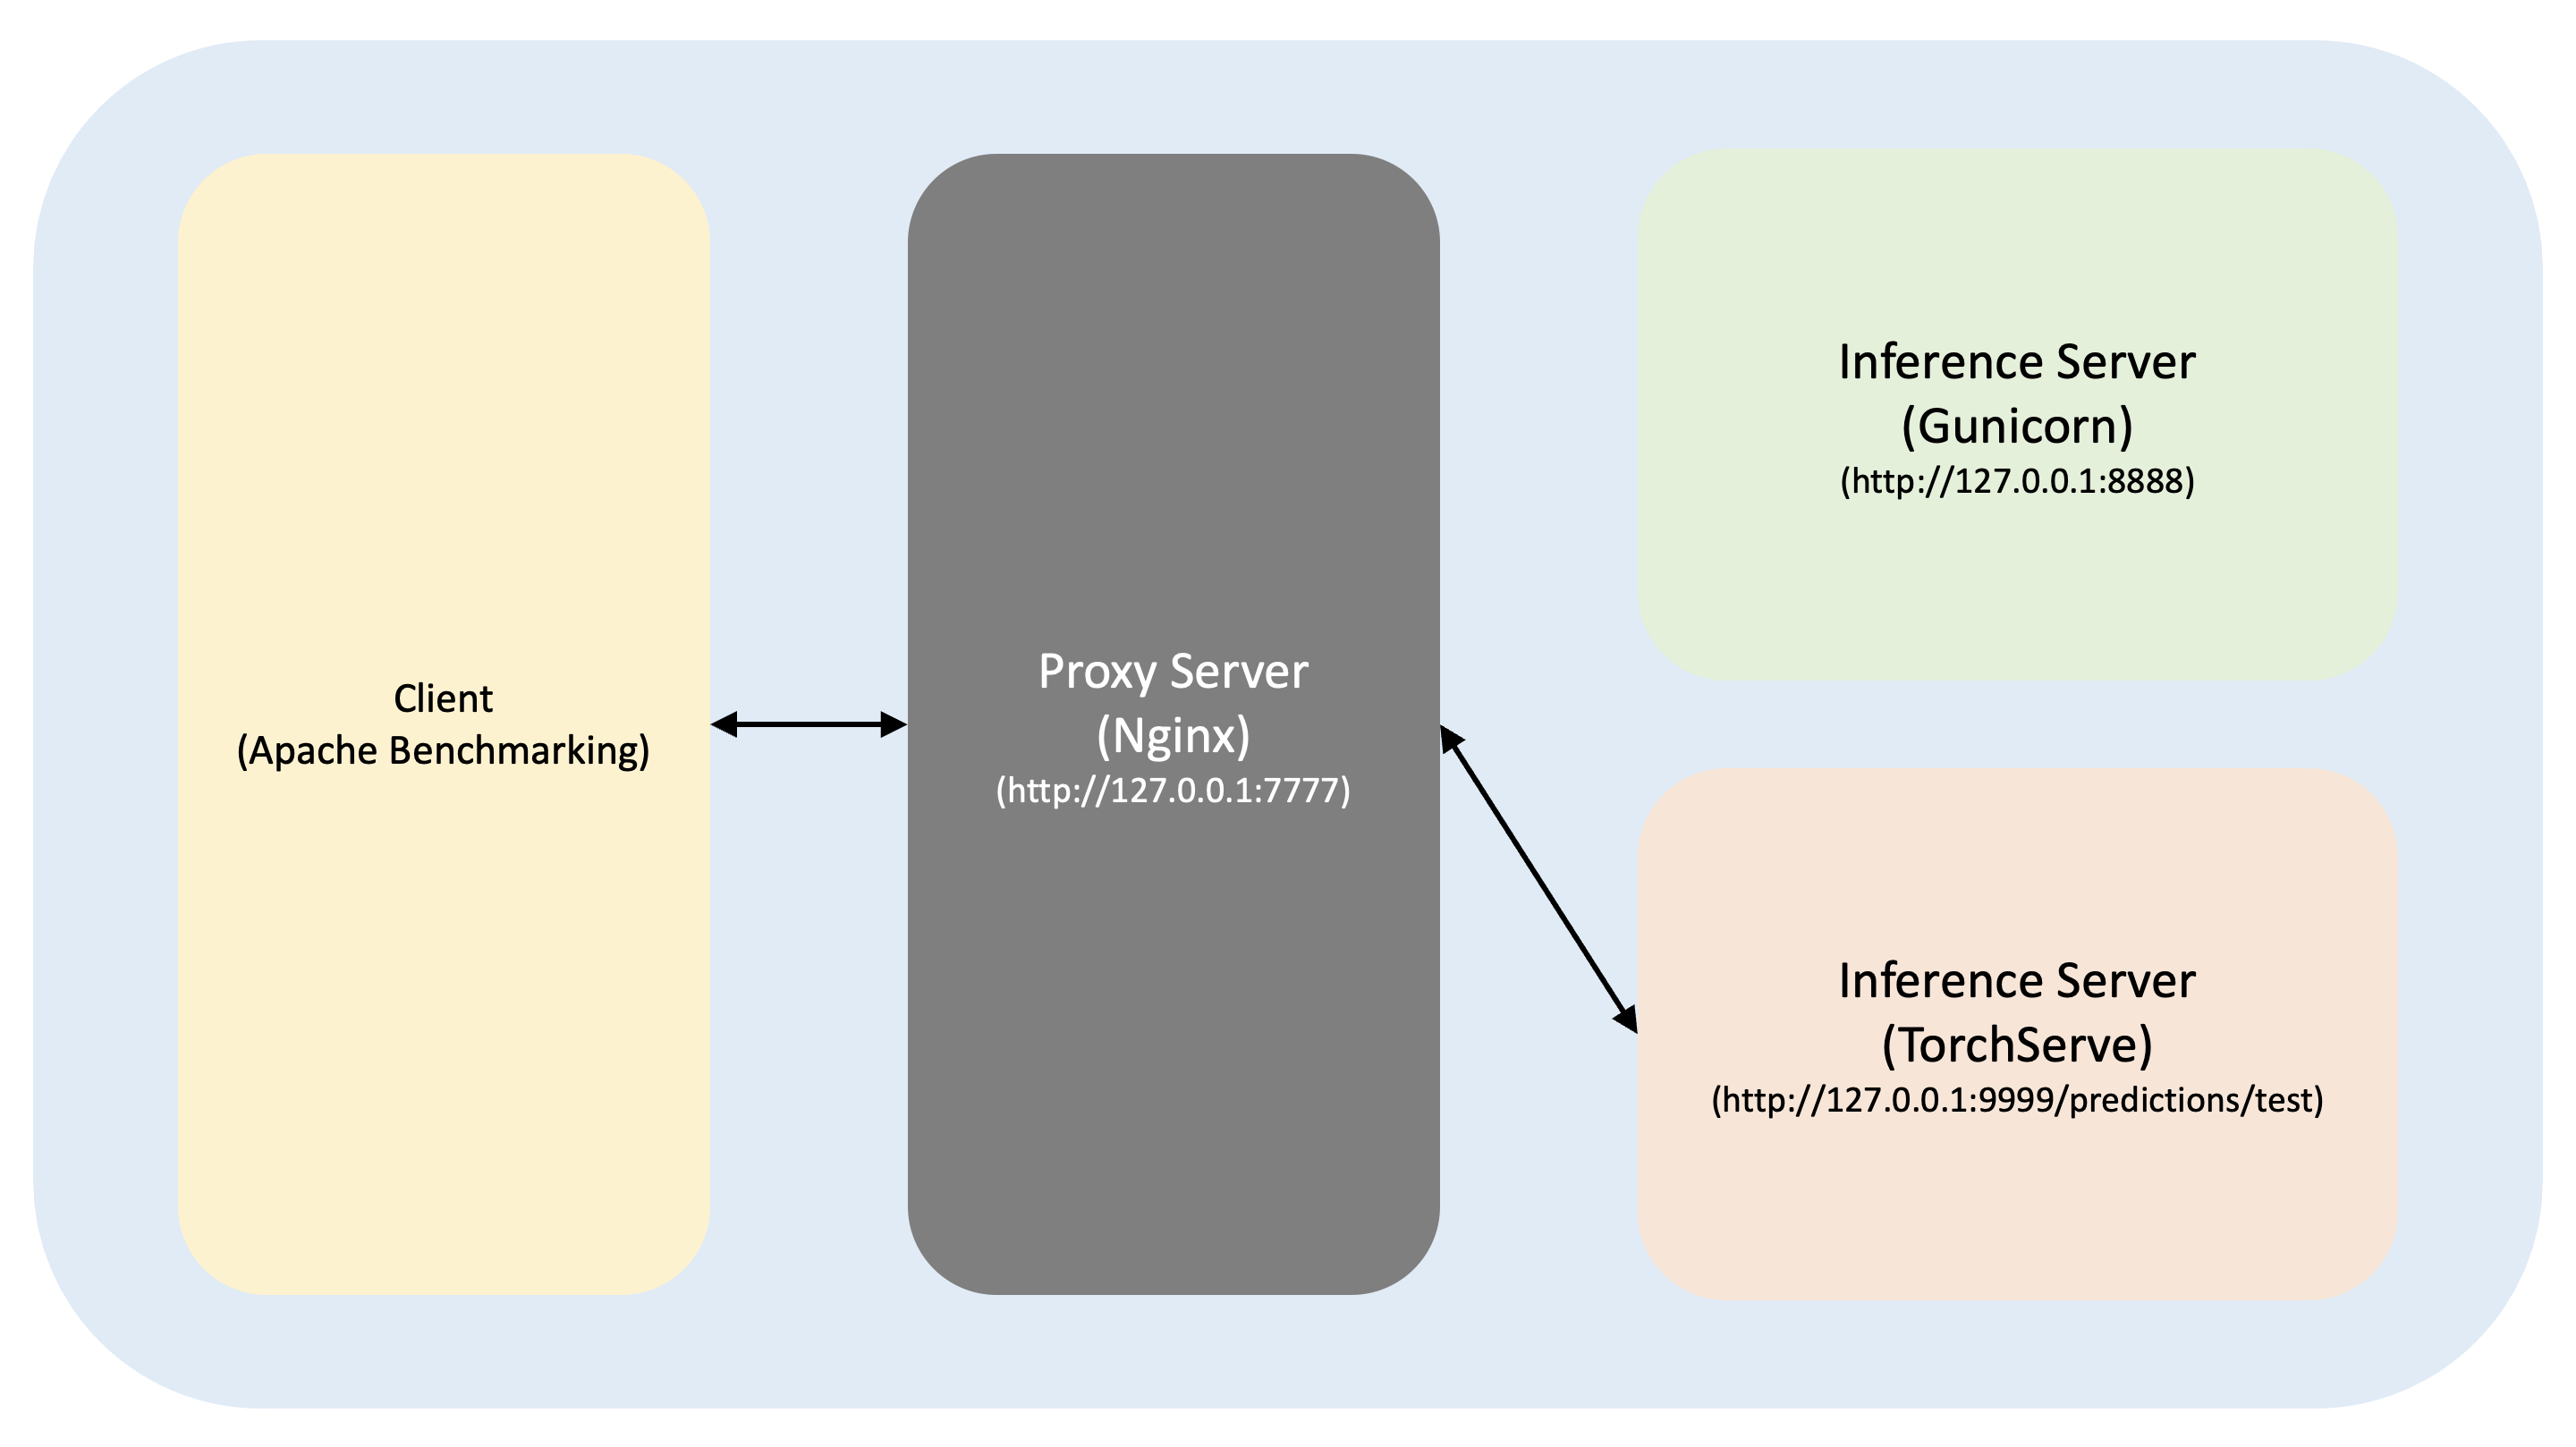 Client
(Apache Benchmarking)
Proxy Server
(Nginx)
(http://127.0.0.1:7777)
Inference Server
(Gunicorn)
(http://127.0.0.1:8888)
Inference Server
(TorchServe)
(http://127.0.0.1:9999/predictions/test)